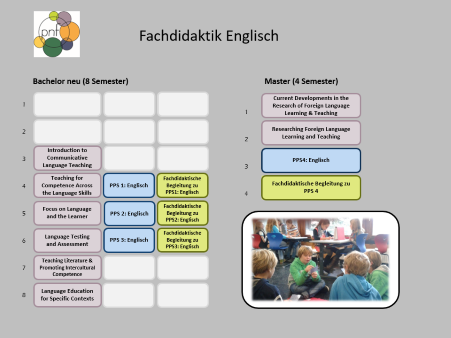 pnf
Fachdidaktik Englisch
Bachelor neu (8 Semester)
1
2
3
Introduction to
Communicative
Language Teaching
4
Teaching for
Competence Across
the Language Skills
PPS 1: Englisch
Fachdidaktische
Begleitung zu
PPS1: Englisch
5
Focus on Language
and the Learner
PPS 2: Englisch
Fachdidaktische
Begleitung zu
PPS2: Englisch
6
Language Testing
and Assessment
PPS 3: Englisch
Fachdidaktische
Begleitung zu
PPS3: Englisch
7
Teaching Literature &
Promoting Intercultural
Competence
8
Language Education
for Specific Contexts
Master (4 Semester)
1
Current Developments in the
Research of Foreign Language
Learning & Teaching
2
Researching Foreign Language
Learning and Teaching
3
PPS4: Englisch
4
Fachdidaktische Begleitung zu
PPS 4